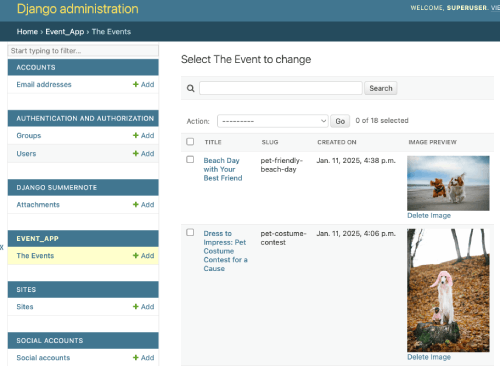 Django administration
WELCOME, SUPERUSER. VIE
Home › Event_App › The Events
Start typing to filter...
ACCOUNTS
Email addresses + Add
AUTHENTICATION AND AUTHORIZATION
Groups + Add
Users + Add
DJANGO SUMMERNOTE
Attachments + Add
EVENT_APP
The Events + Add
SITES
Sites + Add
SOCIAL ACCOUNTS
Social accounts + Add
Select The Event to change
Search
Action: --------- Go 0 of 18 selected
TITLE SLUG CREATED ON IMAGE PREVIEW
Beach Day pet-friendly- Jan. 11, 2025, 4:38 p.m.
with Your beach-day
Best Friend
Delete Image
Dress to pet-costume- Jan. 11, 2025, 4:06 p.m.
Impress: Pet contest
Costume
Contest for a
Cause
Delete Image